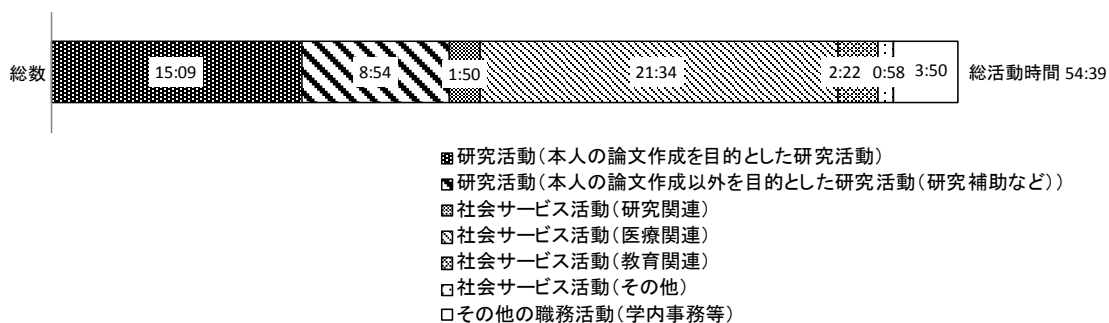 総数 15:09 8:54 1:50 21:34 2:22 0:58 3:50 総活動時間 54:39
研究活動(本人の論文作成を目的とした研究活動)
研究活動(本人の論文作成以外を目的とした研究活動(研究補助など))
社会サービス活動(研究関連)
社会サービス活動(医療関連)
社会サービス活動(教育関連)
社会サービス活動(その他)
その他の職務活動(学内事務等)